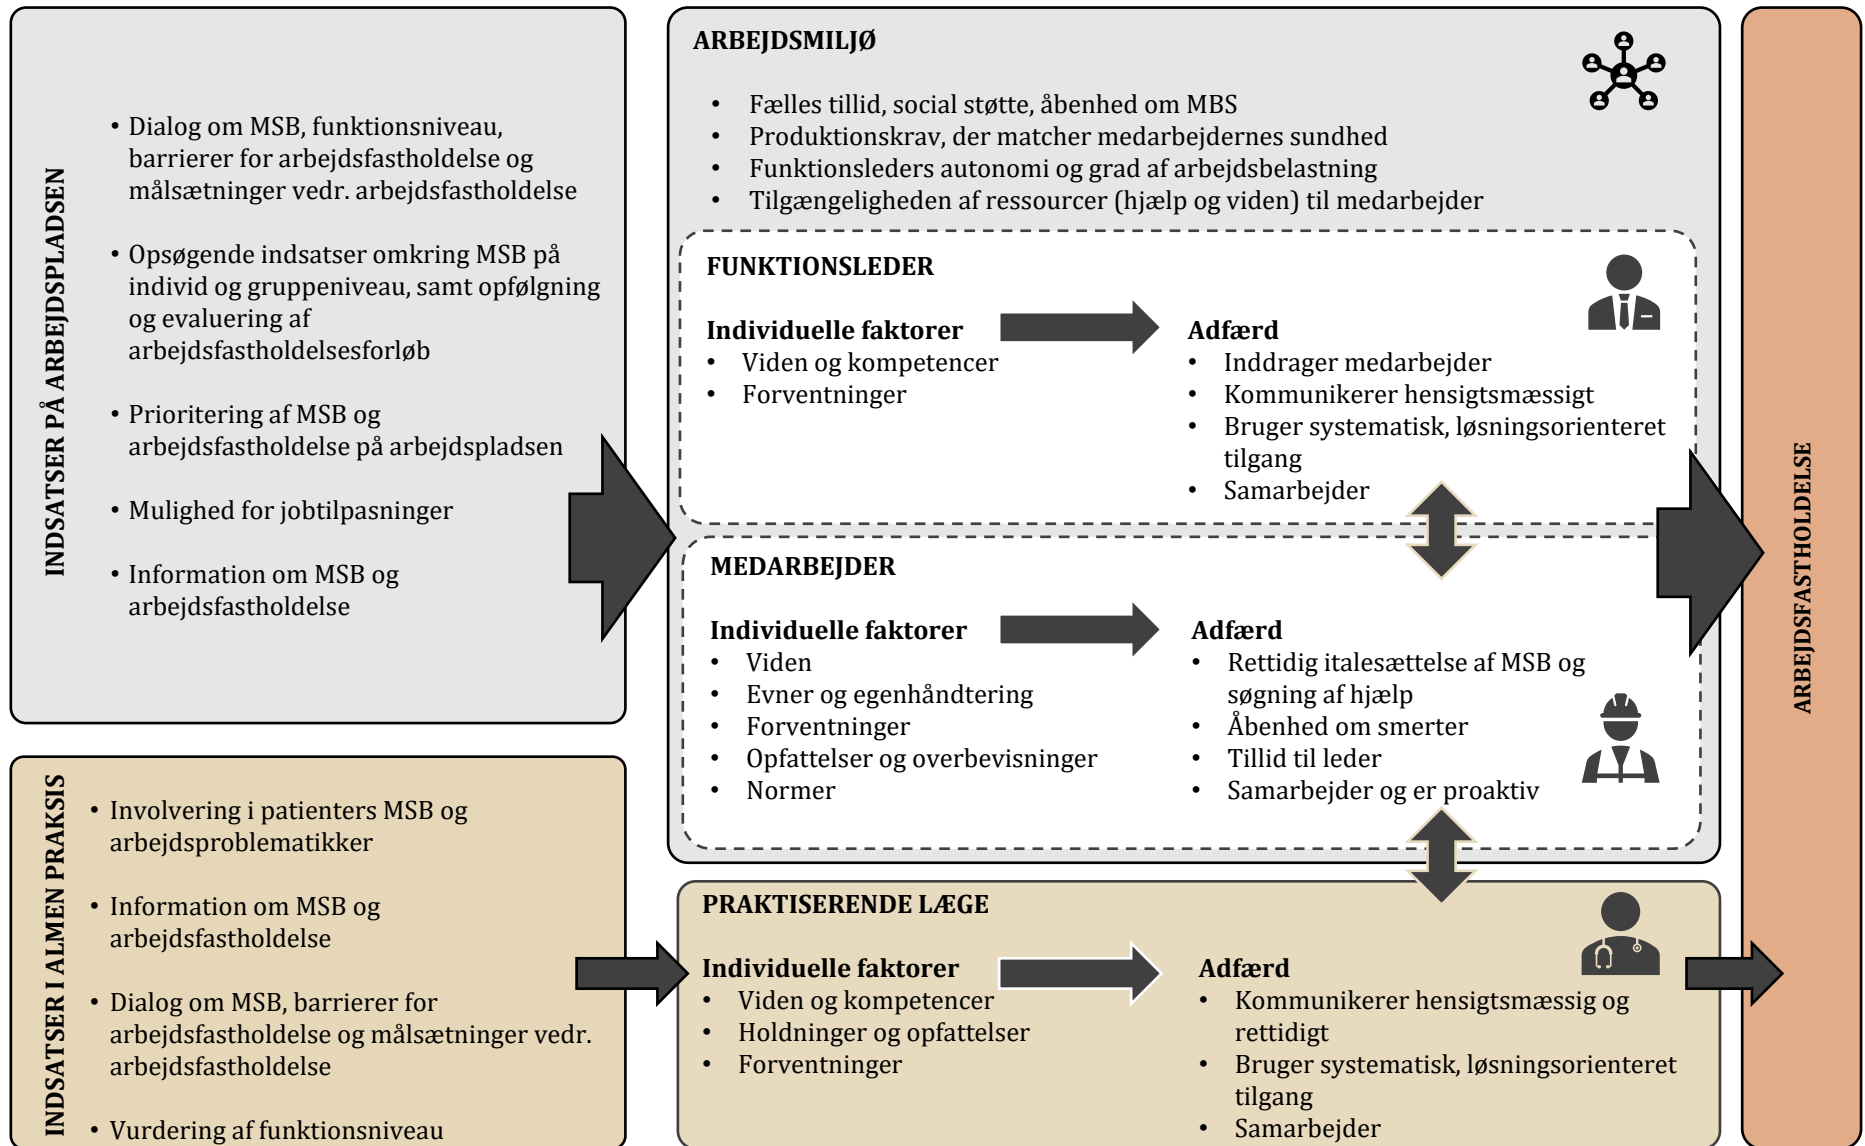 INDSATSER PÅ ARBEJDSPLADSEN
• Dialog om MSB, funktionsniveau,
barrierer for arbejdsfastholdelse og
målsætninger vedr. arbejdsfastholdelse
• Opsøgende indsatser omkring MSB på
individ og gruppeniveau, samt opfølgning
og evaluering af
arbejdsfastholdelsesforløb
• Prioritering af MSB og
arbejdsfastholdelse på arbejdspladsen
• Mulighed for jobtilpasninger
• Information om MSB og
arbejdsfastholdelse
INDSATSER I ALMEN PRAKSIS
• Involvering i patienters MSB og
arbejdsproblematikker
• Information om MSB og
arbejdsfastholdelse
• Dialog om MSB, barrierer for
arbejdsfastholdelse og målsætninger vedr.
arbejdsfastholdelse
• Vurdering af funktionsniveau
ARBEJDSMILJØ
• Fælles tillid, social støtte, åbenhed om MBS
• Produktionskrav, der matcher medarbejdernes sundhed
• Funktionsleders autonomi og grad af arbejdsbelastning
• Tilgængeligheden af ressourcer (hjælp og viden) til medarbejder
FUNKTIONSLEDER
Individuelle faktorer
• Viden og kompetencer
• Forventninger
Adfærd
• Inddrager medarbejder
• Kommunikerer hensigtsmæssigt
• Bruger systematisk, løsningsorienteret
tilgang
• Samarbejder
MEDARBEJDER
Individuelle faktorer
• Viden
• Evner og egenhåndtering
• Forventninger
• Opfattelser og overbevisninger
• Normer
Adfærd
• Rettidig italesættelse af MSB og
søgning af hjælp
• Åbenhed om smerter
• Tillid til leder
• Samarbejder og er proaktiv
PRAKTISERENDE LÆGE
Individuelle faktorer
• Viden og kompetencer
• Holdninger og opfattelser
• Forventninger
Adfærd
• Kommunikerer hensigtsmæssig og
rettidigt
• Bruger systematisk, løsningsorienteret
tilgang
• Samarbejder
ARBEJDSFASTHOLDELSE